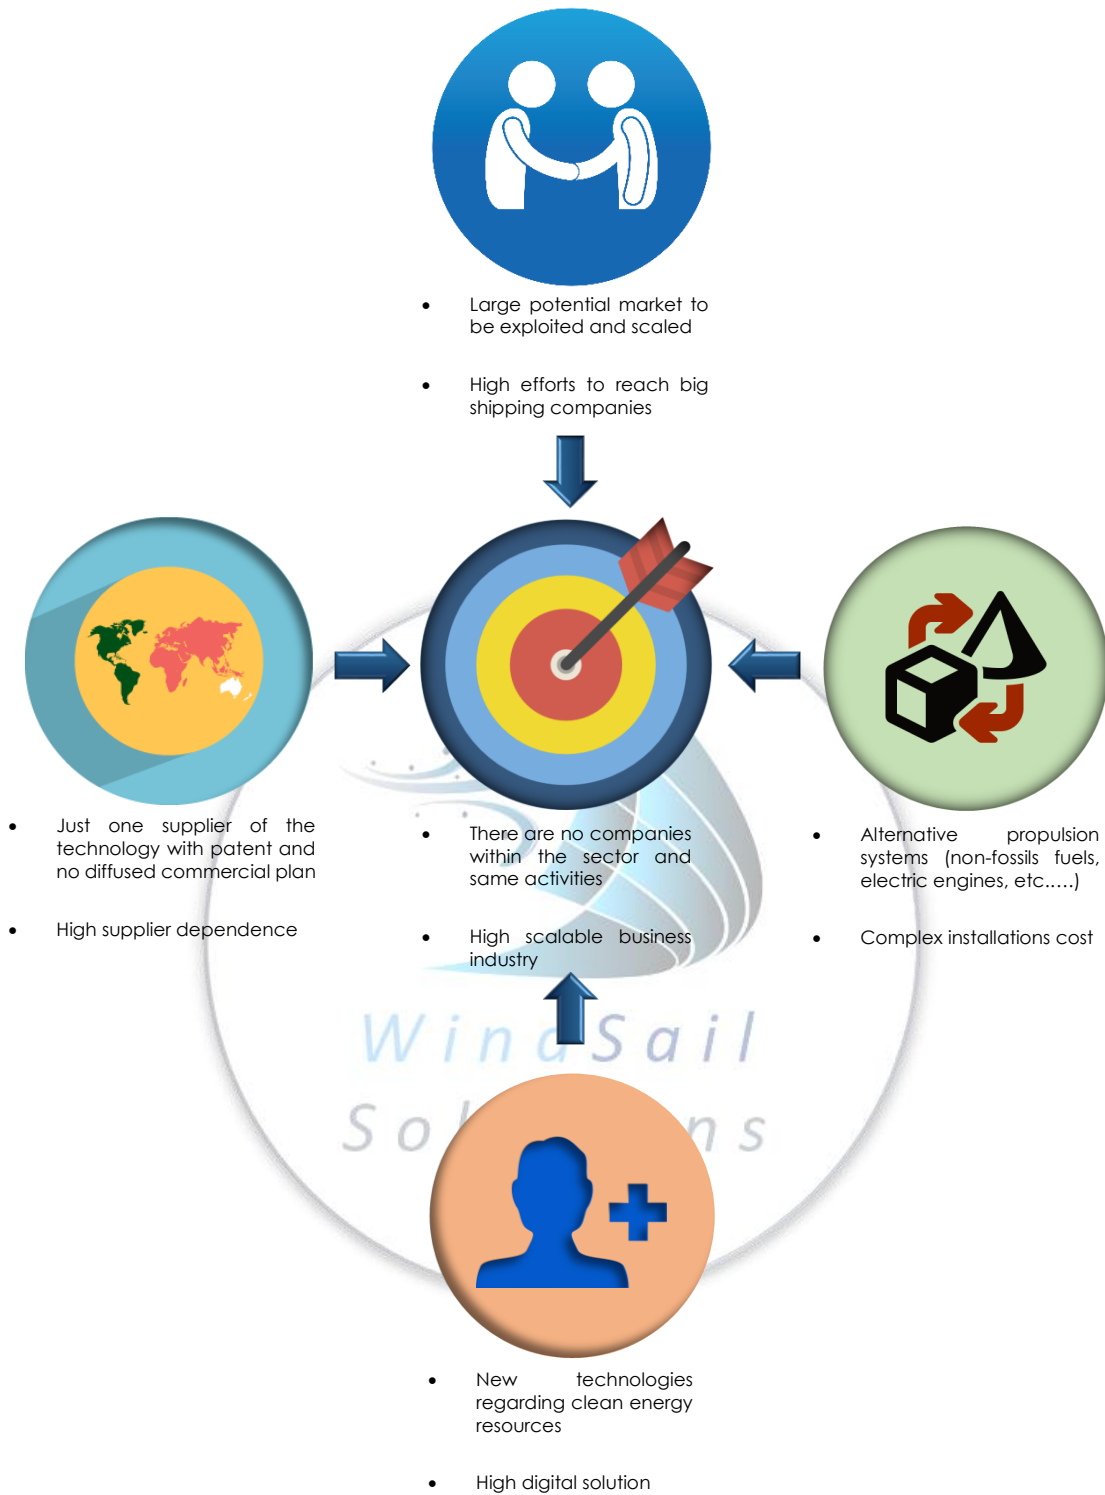 • Large potential market to
be exploited and scaled
• High efforts to reach big
shipping companies
• Just one supplier of the
technology with patent and
no diffused commercial plan
• High supplier dependence
• There are no companies
within the sector and
same activities
• High scalable business
industry
• Alternative propulsion
systems (non-fossils fuels,
electric engines, etc.….)
• Complex installations cost
WindSail
• New technologies
regarding clean energy
resources
• High digital solution